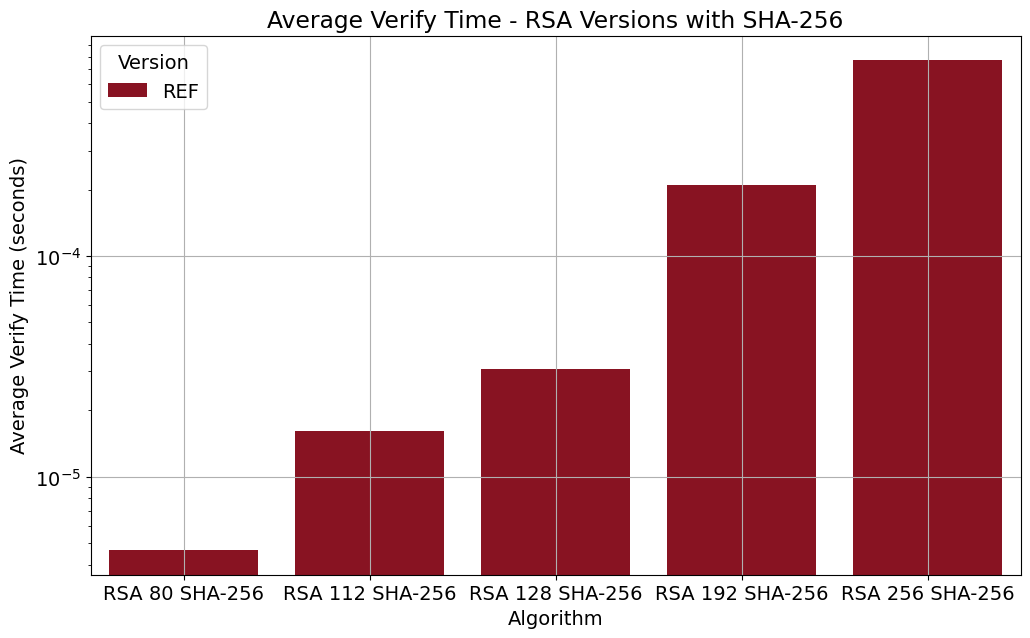 Average Verify Time - RSA Versions with SHA-256
Version
REF
Average Verify Time (seconds)
10⁻⁴
10⁻⁵
RSA 80 SHA-256
RSA 112 SHA-256
RSA 128 SHA-256
RSA 192 SHA-256
RSA 256 SHA-256
Algorithm